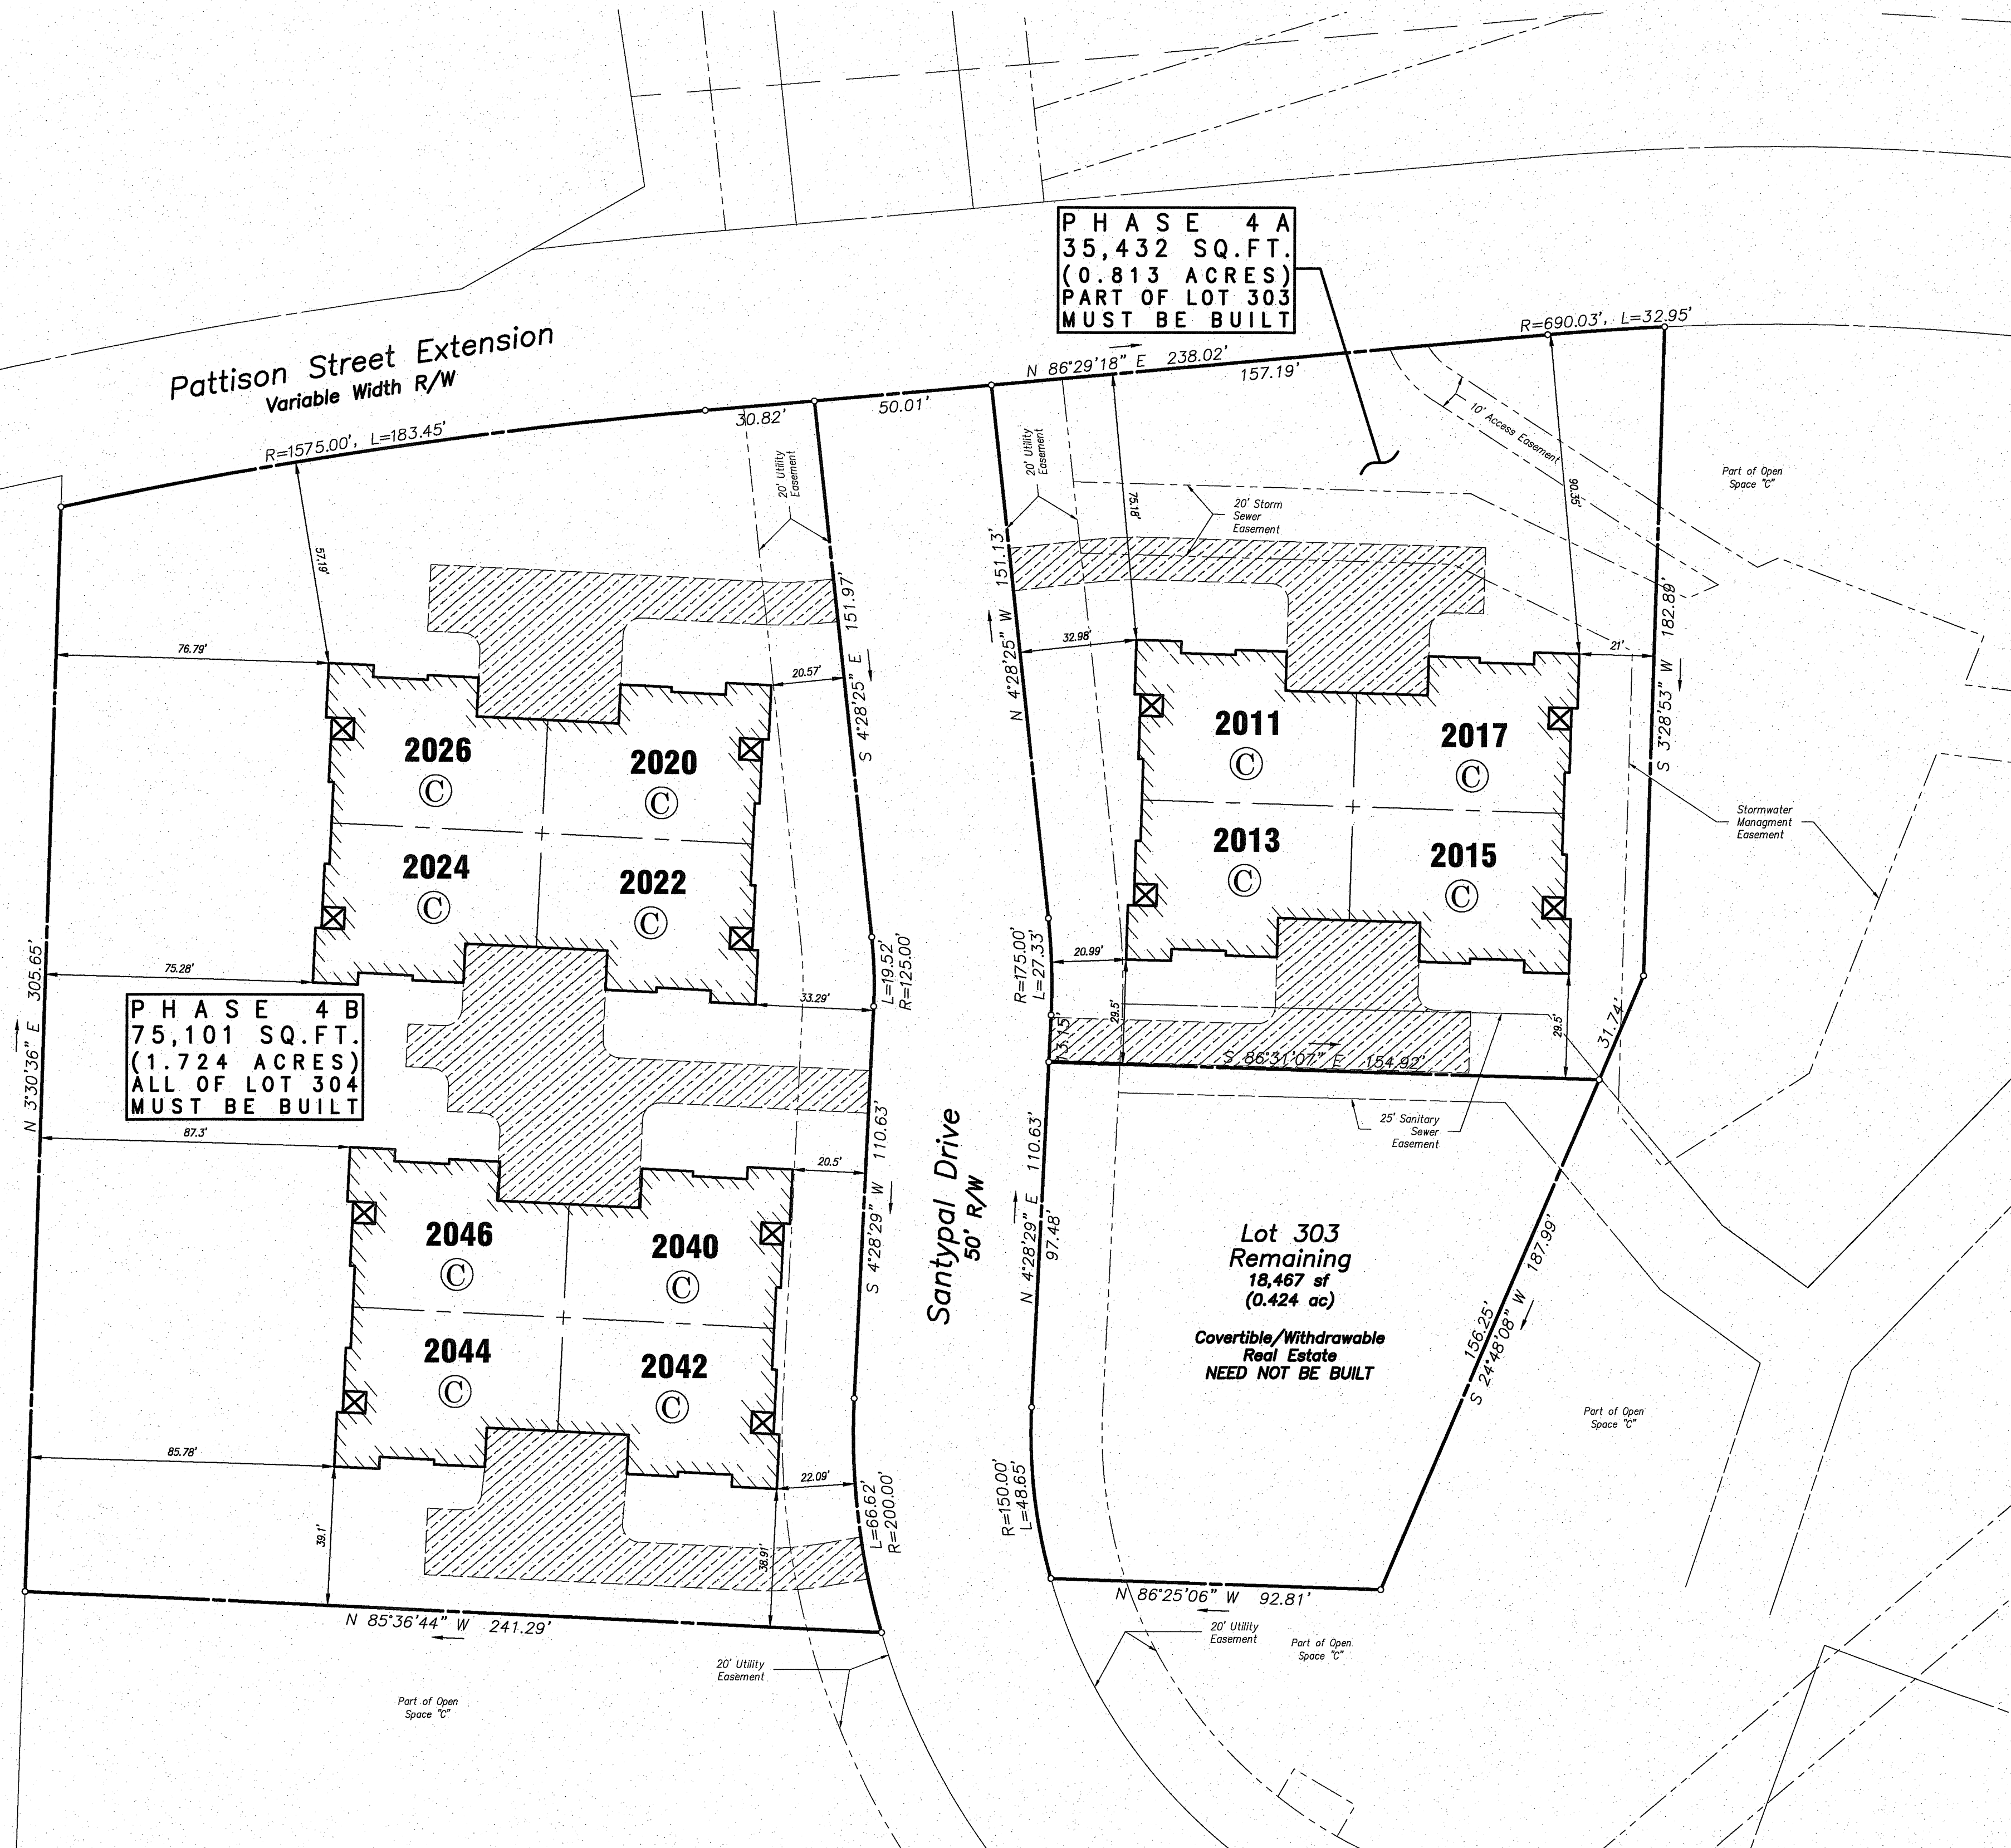 PHASE 4A
35,432 SQ.FT.
(0.813 ACRES)
PART OF LOT 303
MUST BE BUILT
R=690.03', L=32.95'
Pattison Street Extension
Variable Width R/W
N 86°29'18" E 238.02'
157.19'
50.01'
30.82'
R=1575.00', L=183.45'
10' Access Easement
20' Utility
Easement
20' Utility
Easement
Part of Open
Space "C"
20' Storm
Sewer
Easement
57.19'
75.18'
90.35'
151.97'
S 4°28'25" E
N 4°28'25" W 151.13'
S 3°28'53" W 182.89'
76.79'
20.57'
32.98'
21'
2026
C
2020
C
2011
C
2017
C
Stormwater
Managment
Easement
2024
C
2022
C
2013
C
2015
C
N 3°30'36" E 305.65'
75.28'
33.29'
L=19.52'
R=125.00'
R=175.00'
L=27.33'
20.99'
29.5'
29.5'
31.74'
13.15'
PHASE 4B
75,101 SQ.FT.
(1.724 ACRES)
ALL OF LOT 304
MUST BE BUILT
S 86°31'07" E 154.92'
87.3'
20.5'
S 4°28'29" W 110.63'
Santypal Drive
50' R/W
N 4°28'29" E 110.63'
97.48'
25' Sanitary
Sewer
Easement
2046
C
2040
C
2044
C
2042
C
Lot 303
Remaining
18,467 sf
(0.424 ac)
Covertible/Withdrawable
Real Estate
NEED NOT BE BUILT
156.25'
S 24°48'08" W 187.99'
Part of Open
Space "C"
85.78'
22.09'
39.1'
38.91'
L=66.62'
R=200.00'
R=150.00'
L=48.65'
N 85°36'44" W 241.29'
N 86°25'06" W 92.81'
20' Utility
Easement
Part of Open
Space "C"
20' Utility
Easement
Part of Open
Space "C"